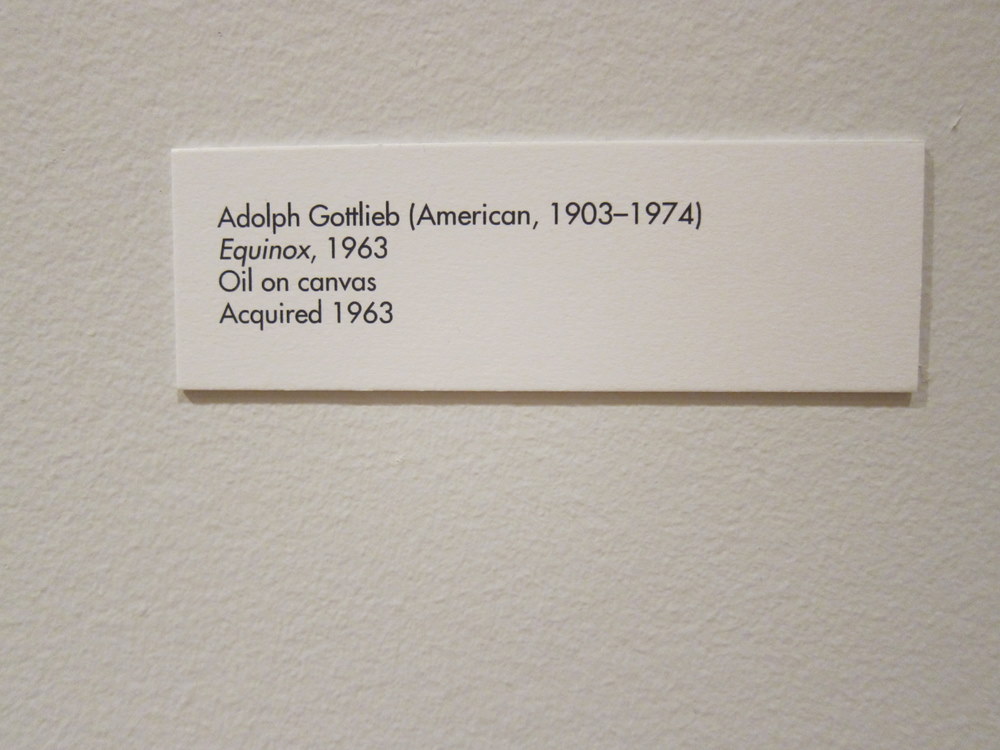 Adolph Gottlieb (American, 1903–1974)
Equinox, 1963
Oil on canvas
Acquired 1963